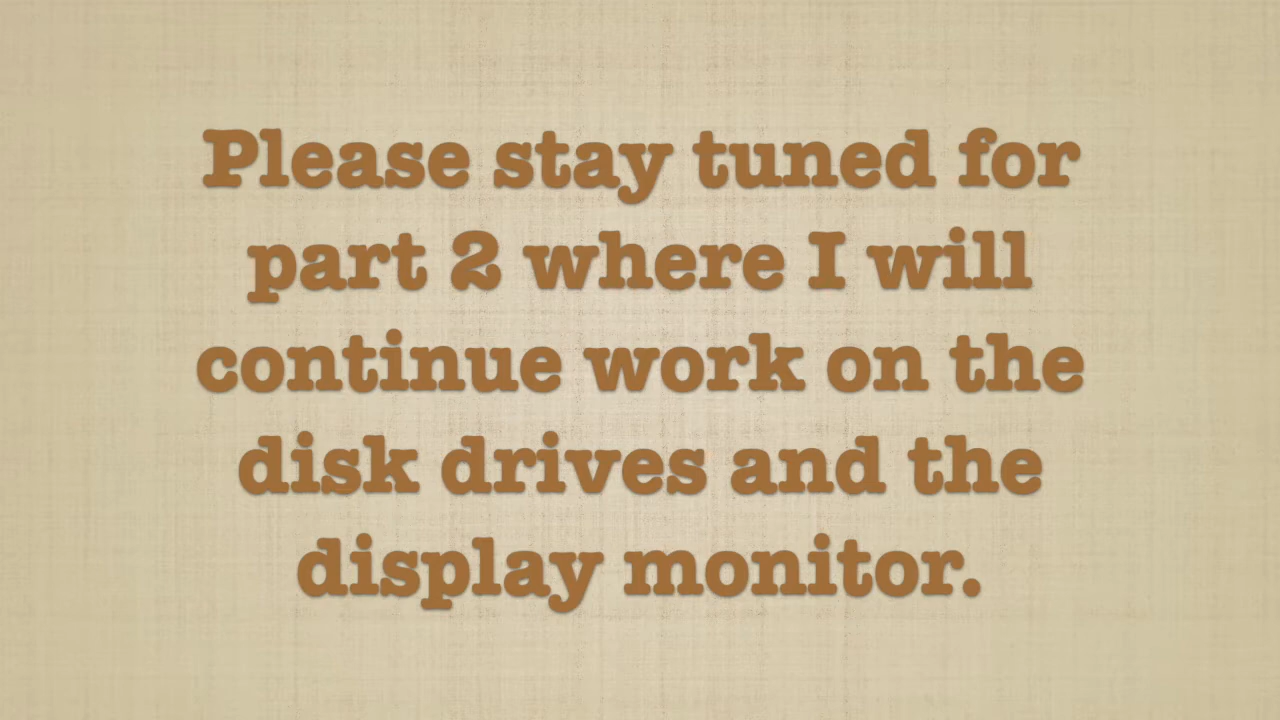 Please stay tuned for
part 2 where I will
continue work on the
disk drives and the
display monitor.